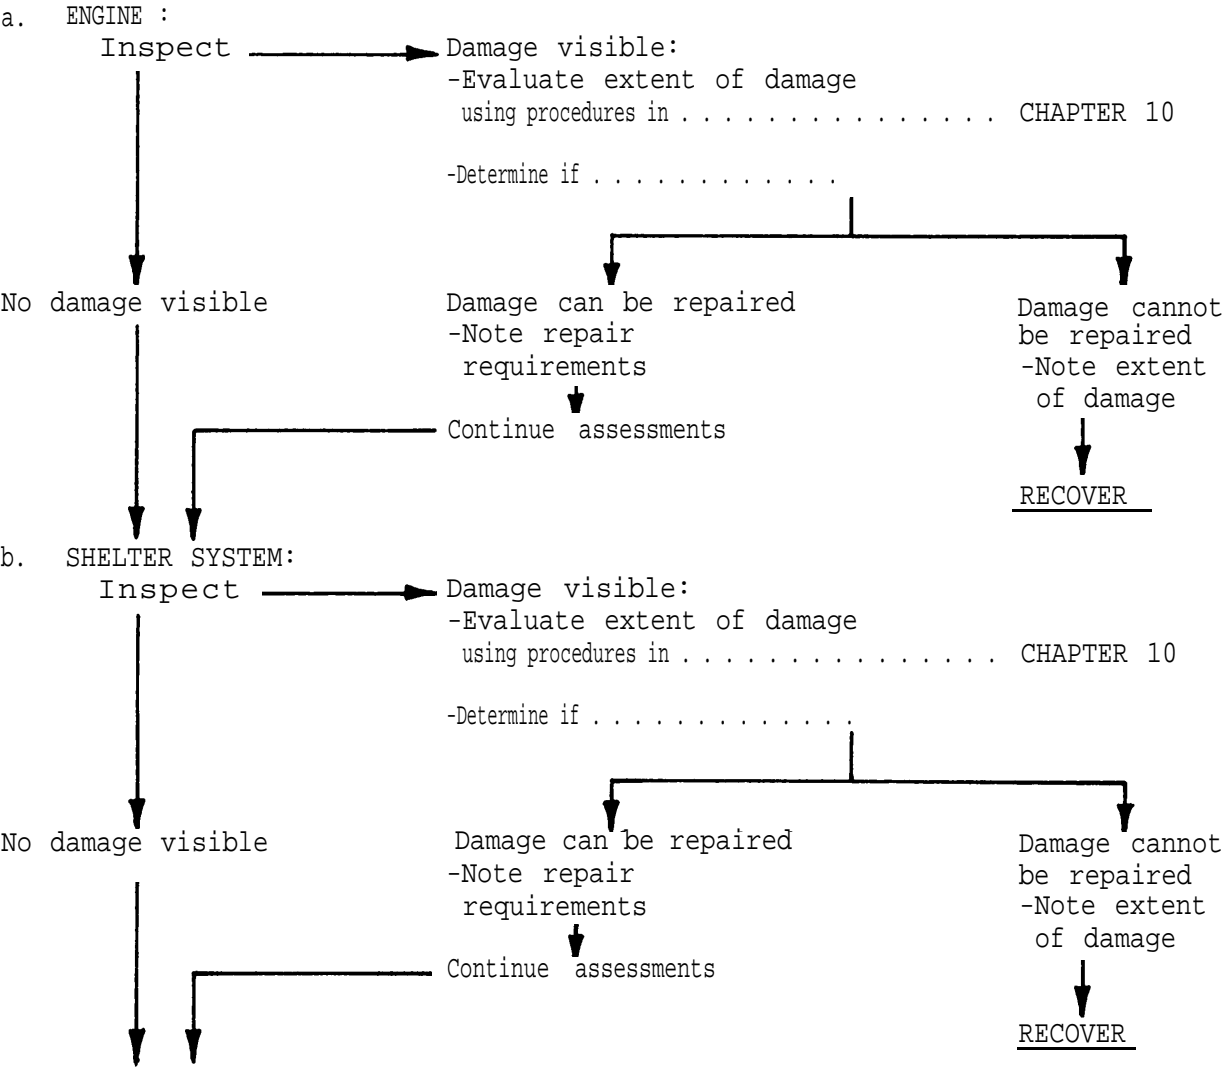 a. ENGINE :
Inspect
Damage visible:
-Evaluate extent of damage
using procedures in . . . . . . . . . . . . . . . CHAPTER 10
-Determine if . . . . . . . . . . . .
No damage visible
Damage can be repaired
-Note repair
requirements
Continue assessments
Damage cannot
be repaired
-Note extent
of damage
RECOVER
b. SHELTER SYSTEM:
Inspect
Damage visible:
-Evaluate extent of damage
using procedures in . . . . . . . . . . . . . . . CHAPTER 10
-Determine if . . . . . . . . . . . . .
No damage visible
Damage can be repaired
-Note repair
requirements
Continue assessments
Damage cannot
be repaired
-Note extent
of damage
RECOVER